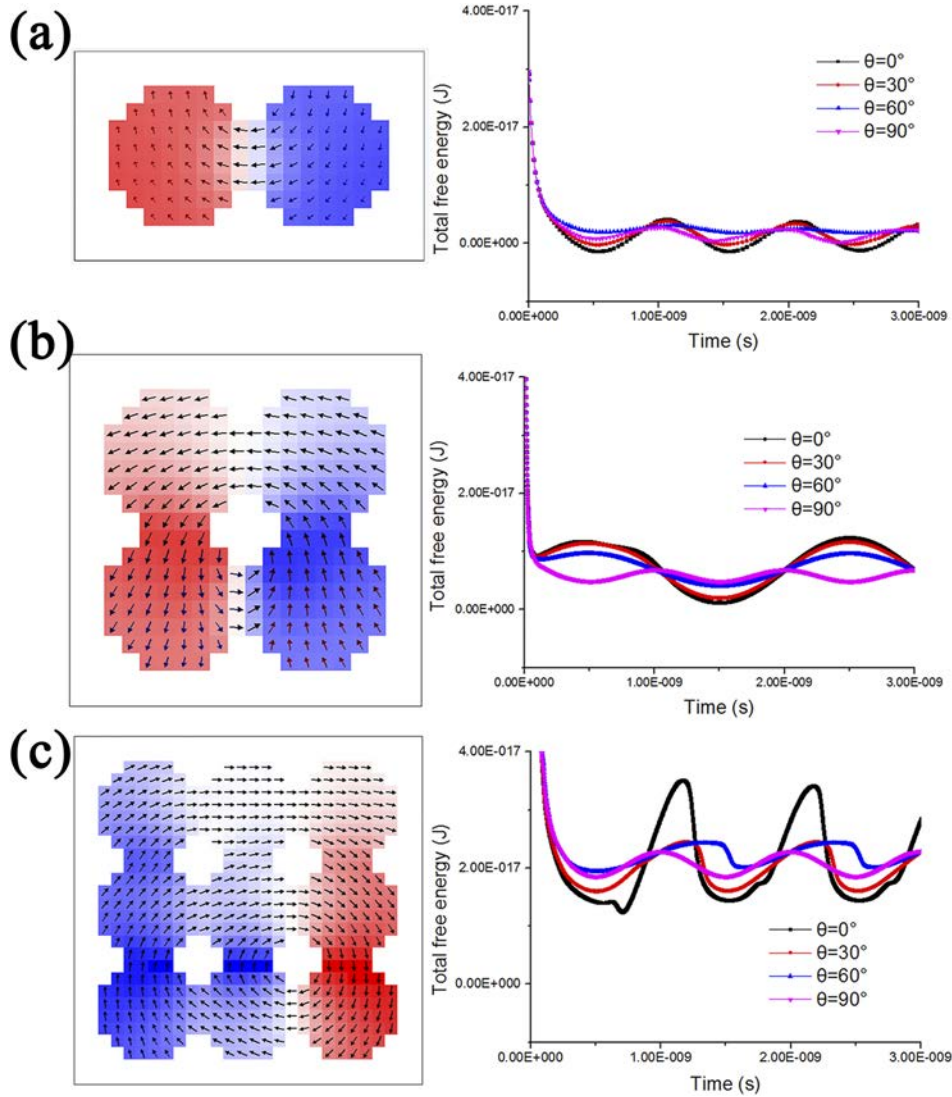 (a)
4.00E-017
2.00E-017
0.00E+000
Total free energy (J)
θ=0°
θ=30°
θ=60°
θ=90°
0.00E+000 1.00E-009 2.00E-009 3.00E-009
Time (s)
(b)
4.00E-017
2.00E-017
0.00E+000
Total free energy (J)
θ=0°
θ=30°
θ=60°
θ=90°
0.00E+000 1.00E-009 2.00E-009 3.00E-009
Time (s)
(c)
4.00E-017
2.00E-017
0.00E+000
Total free energy (J)
θ=0°
θ=30°
θ=60°
θ=90°
0.00E+000 1.00E-009 2.00E-009 3.00E-009
Time (s)